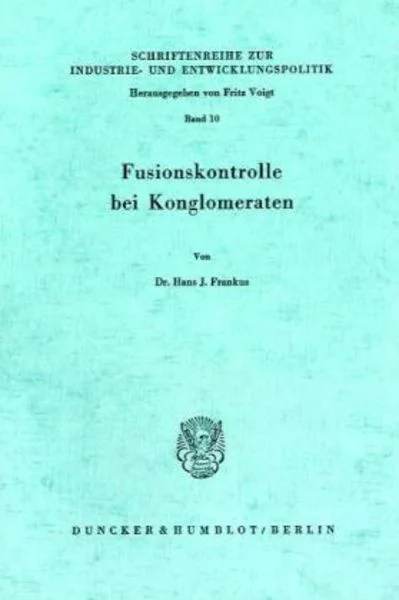 SCHRIFTENREIHE ZUR
INDUSTRIE- UND ENTWICKLUNGSPOLITIK
Herausgegeben von Fritz Voigt
Band 10
Fusionskontrolle
bei Konglomeraten
Von
Dr. Hans J. Frankus
DUNCKER & HUMBLOT / BERLIN